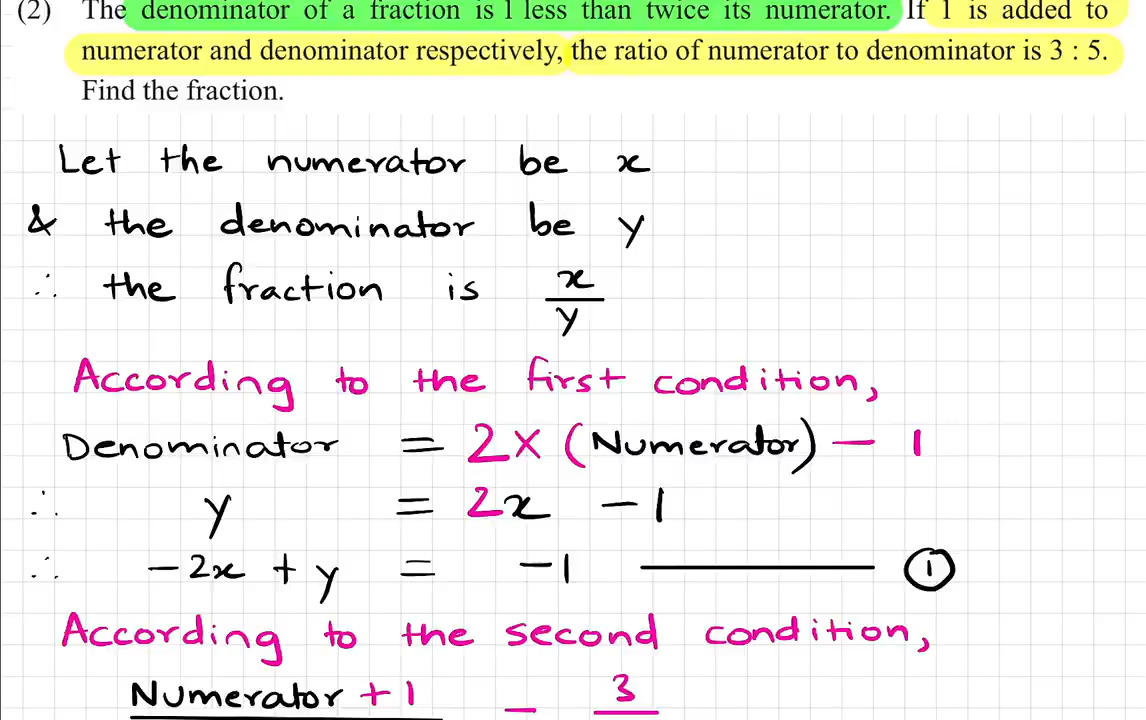 (2) The denominator of a fraction is 1 less than twice its numerator. If 1 is added to
numerator and denominator respectively, the ratio of numerator to denominator is 3 : 5.
Find the fraction.
Let the numerator be x
& the denominator be y
∴ the fraction is x/y
According to the first condition,
Denominator = 2 × (Numerator) - 1
∴ y = 2x - 1
∴ -2x + y = -1 ——— ①
According to the second condition,
Numerator + 1 3